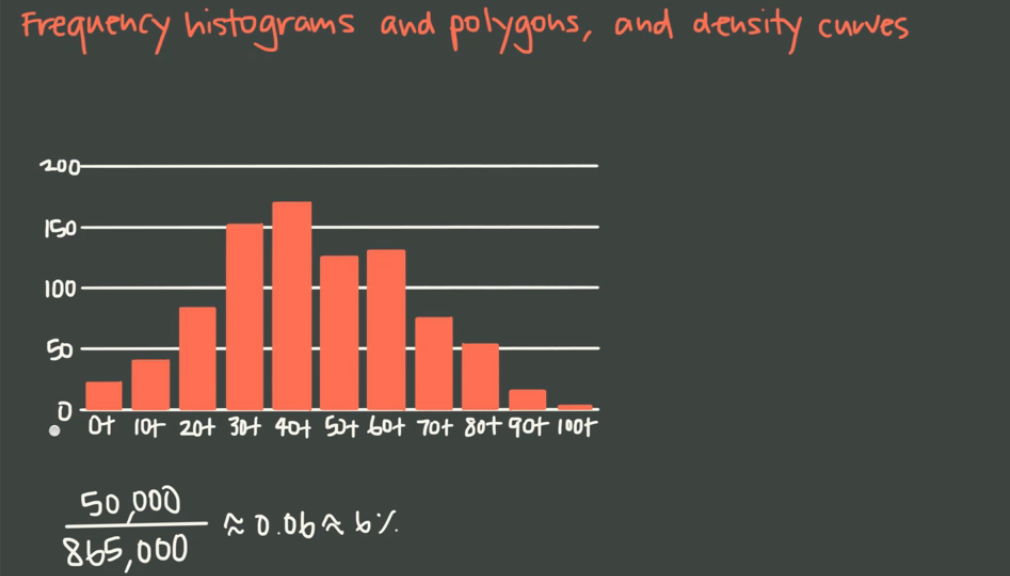 Frequency histograms and polygons, and density curves
200
150
100
50
0
0+ 10+ 20+ 30+ 40+ 50+ 60+ 70+ 80+ 90+ 100+
50,000
865,000
≈ 0.06 ≈ 6%